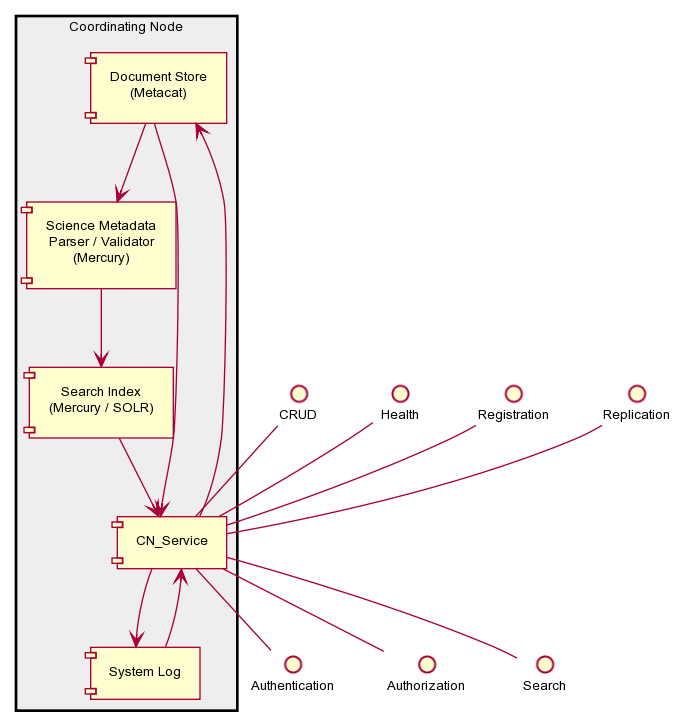 Coordinating Node
Document Store
(Metacat)
Science Metadata
Parser / Validator
(Mercury)
Search Index
(Mercury / SOLR)
CRUD
Health
Registration
Replication
CN_Service
System Log
Authentication
Authorization
Search